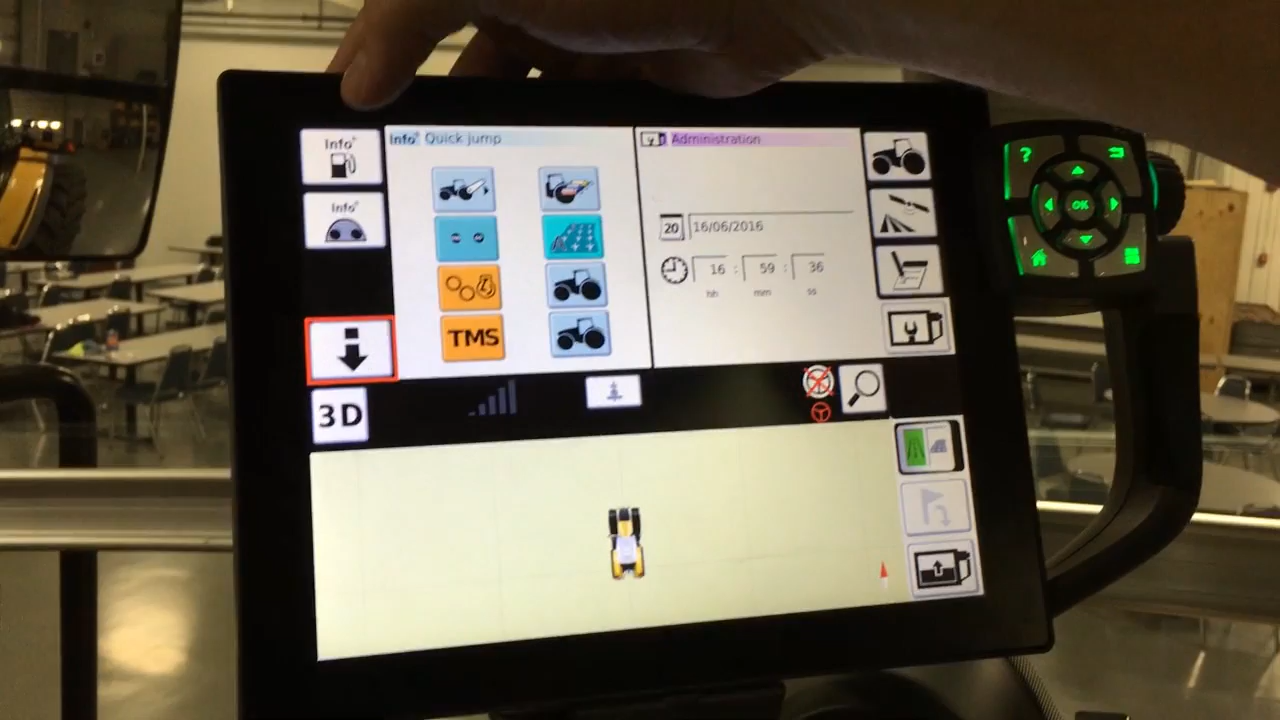 Info+
Info+ Quick jump
Administration
Info+
20 16/06/2016
16 : 59 : 36
hh mm ss
TMS
3D
? OK